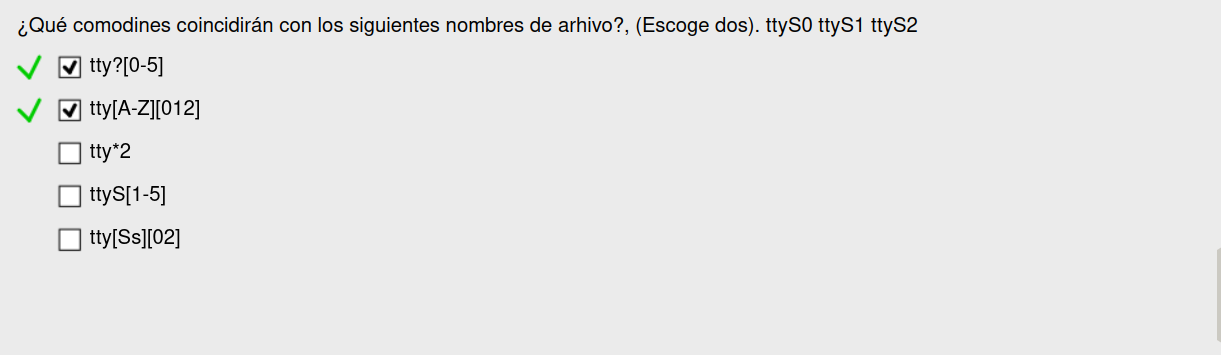 ¿Qué comodines coincidirán con los siguientes nombres de arhivo?, (Escoge dos). ttyS0 ttyS1 ttyS2
tty?[0-5]
tty[A-Z][012]
tty*2
ttyS[1-5]
tty[Ss][02]